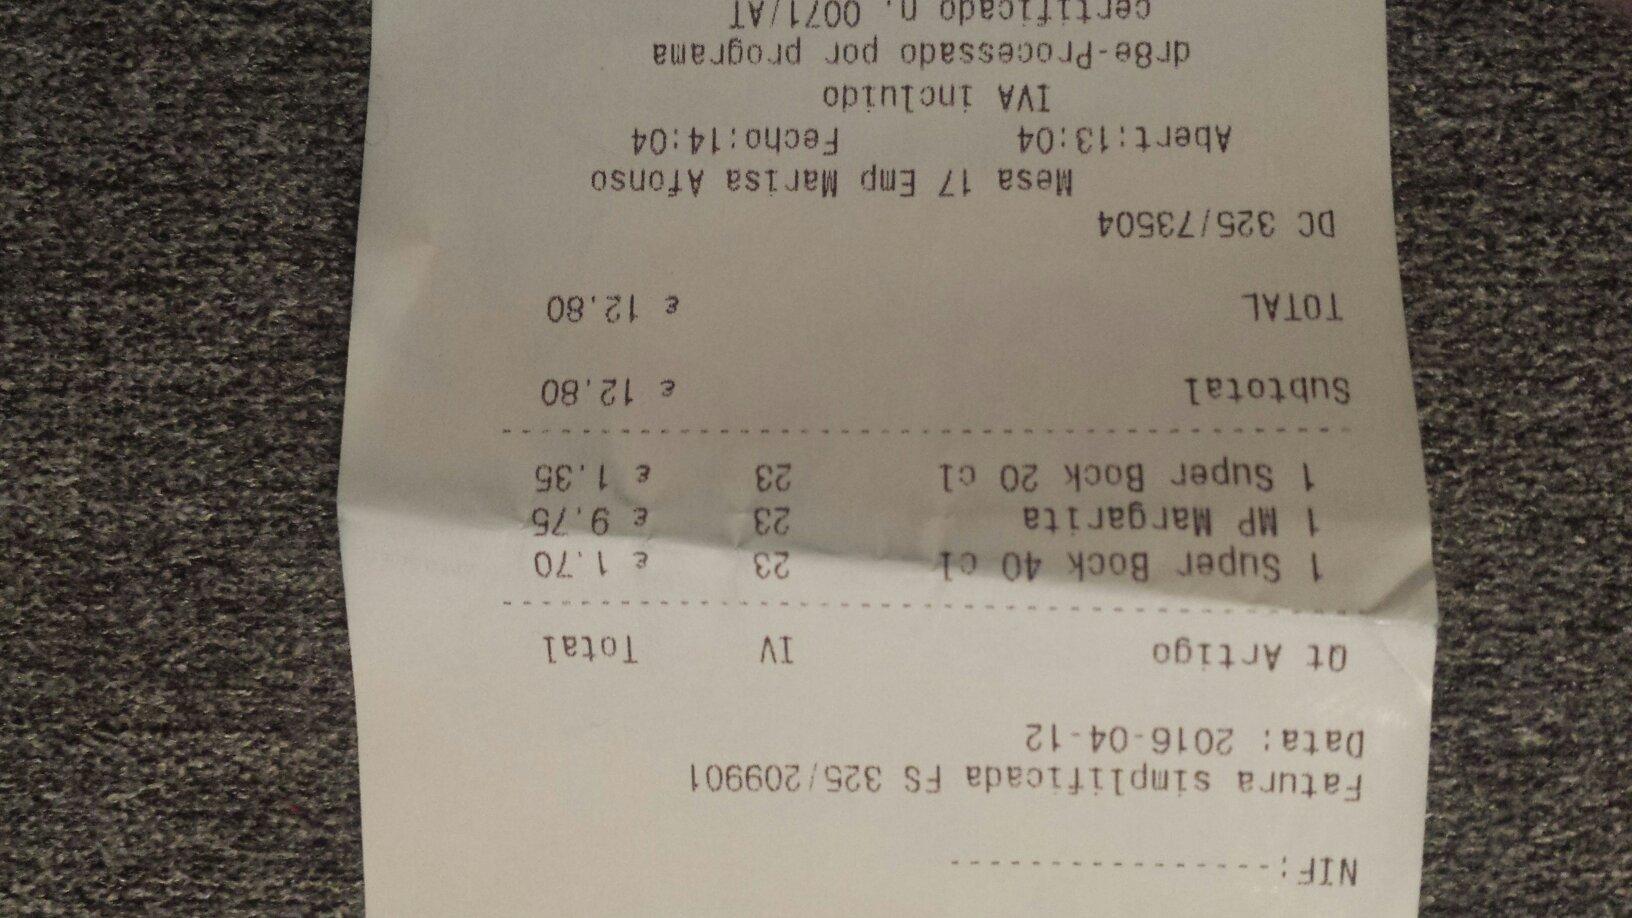 NIF:-----------------
Fatura simplificada FS 325/209901
Data: 2016-04-12
Qt Artigo IV Total
1 Super Bock 40 cl 23 € 1.70
1 MP Margarita 23 € 9.75
1 Super Bock 20 cl 23 € 1.35
Subtotal € 12.80
TOTAL € 12.80
DC 325/73504
Mesa 17 Emp Marisa Afonso
Abert:13:04 Fecho:14:04
IVA incluido
dr8e-Processado por programa
certificado n. 0071/AT